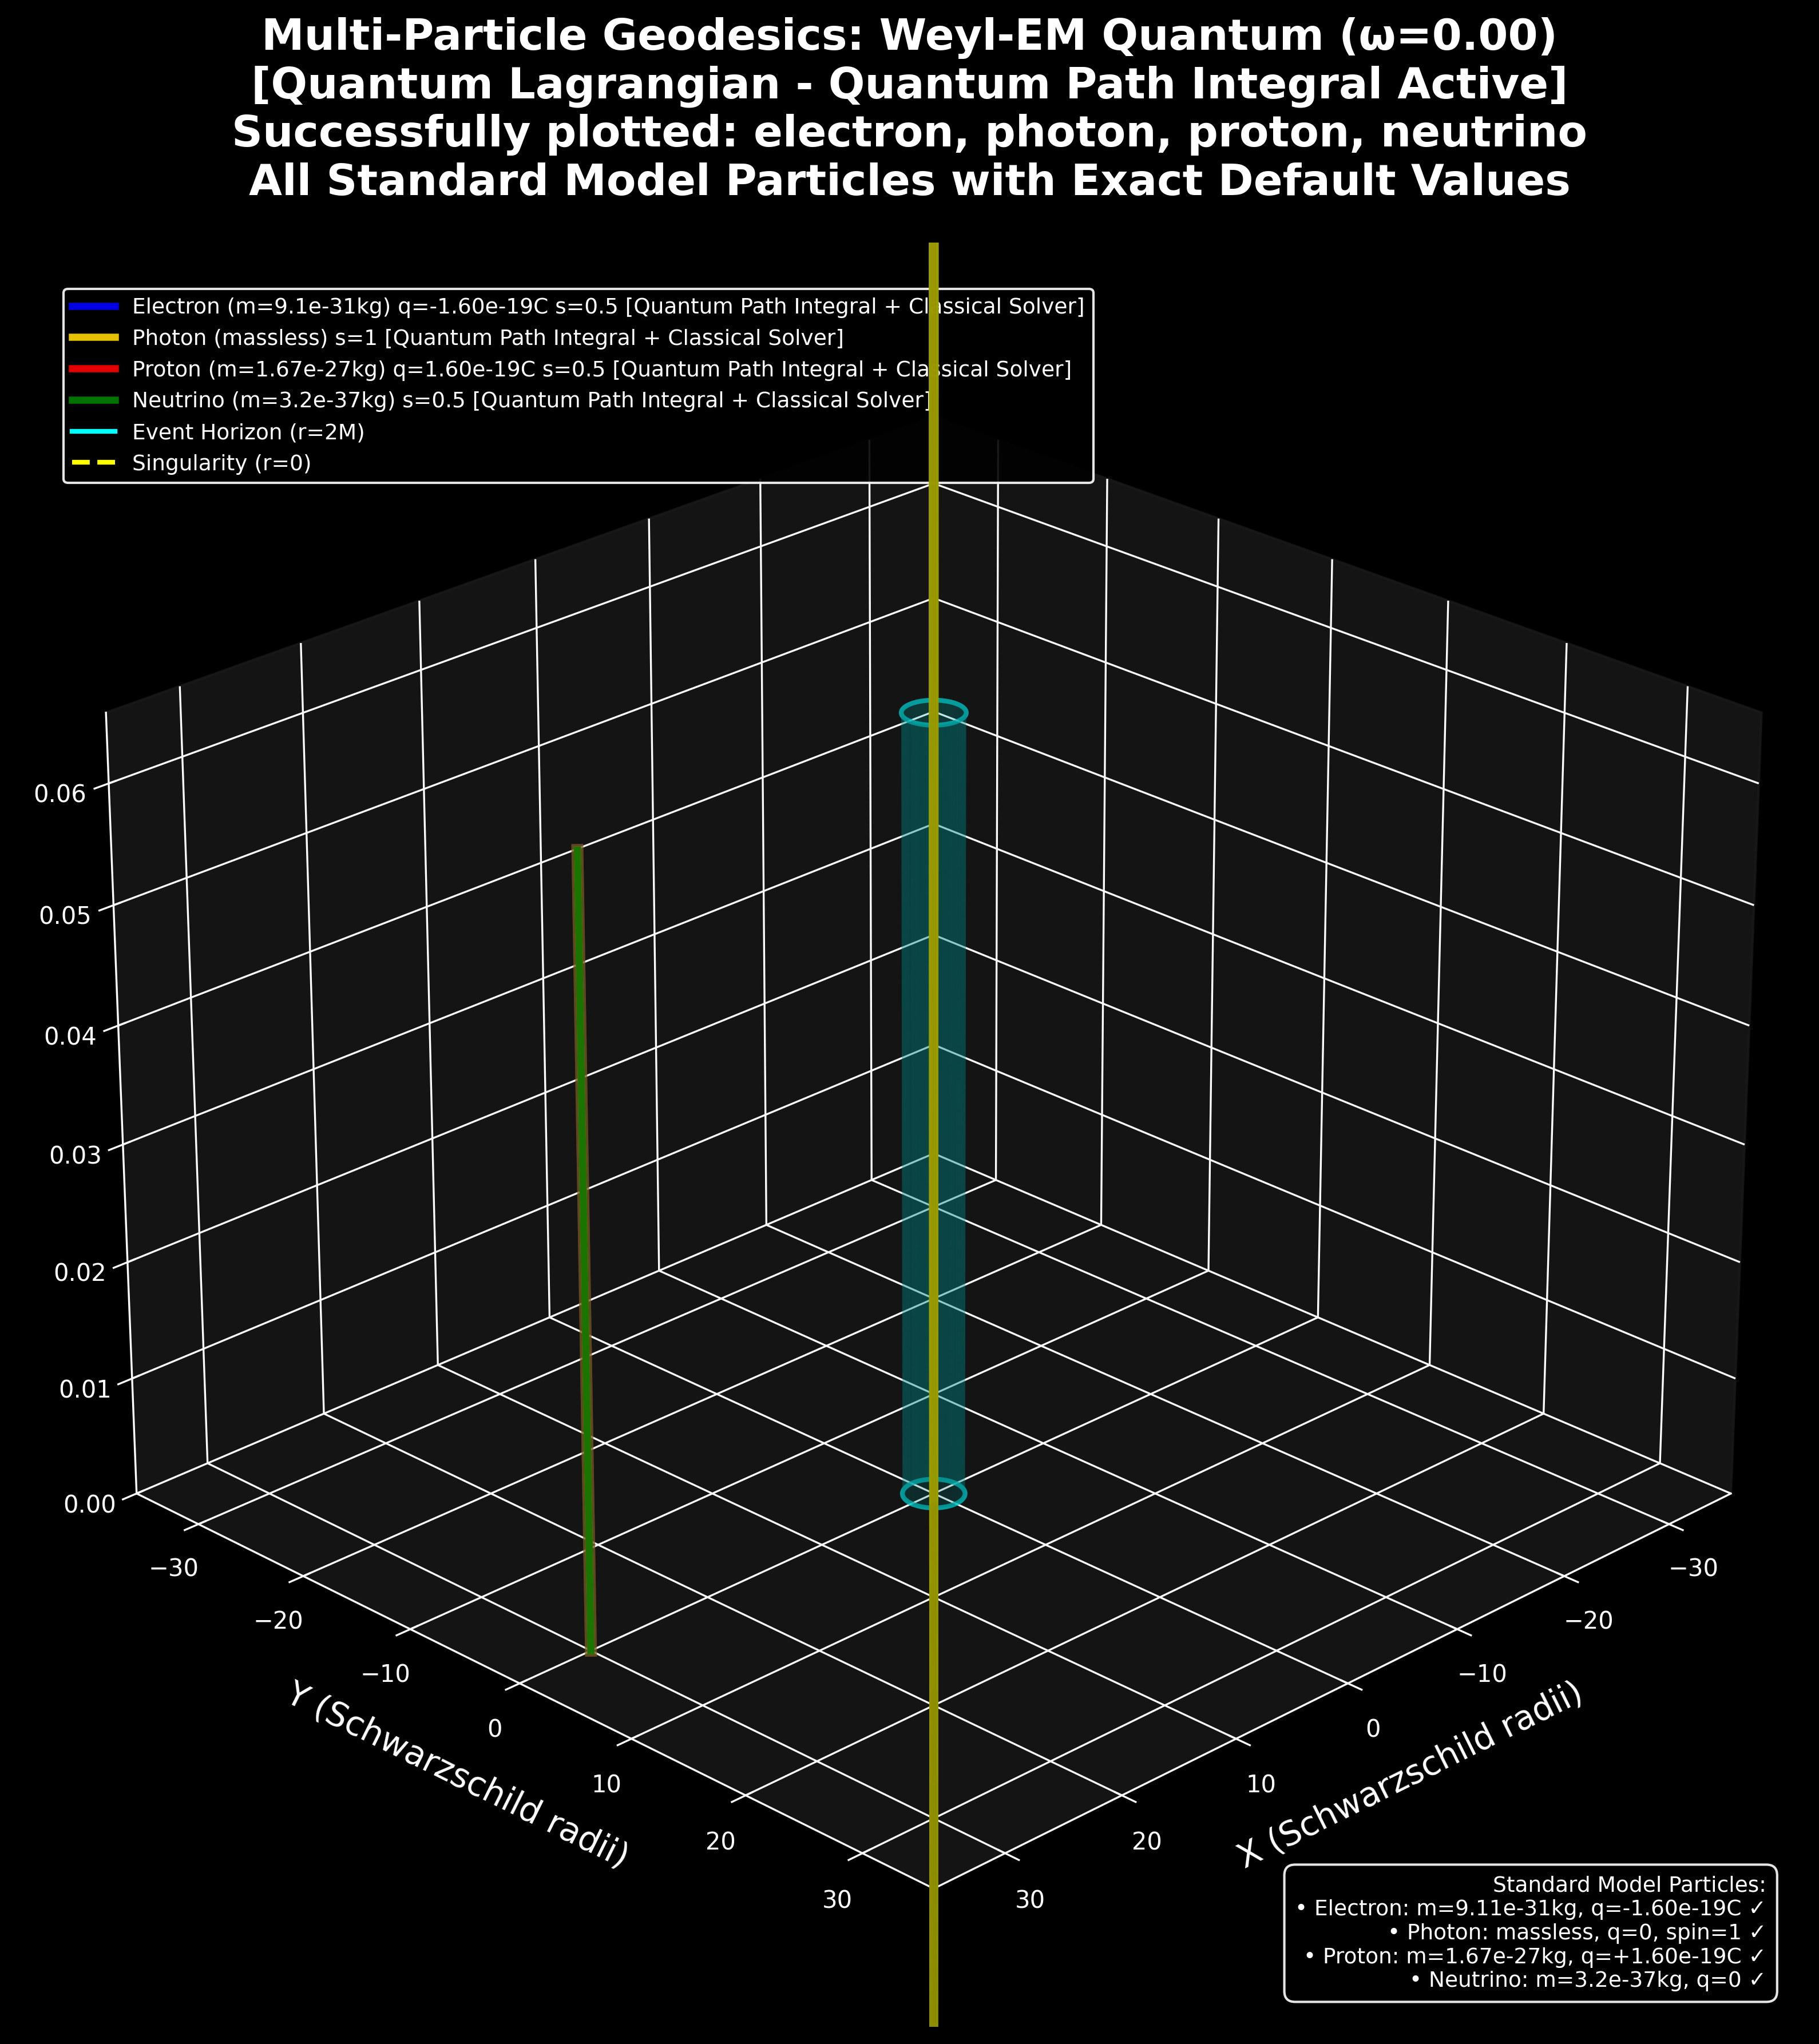 Multi-Particle Geodesics: Weyl-EM Quantum (ω=0.00)
[Quantum Lagrangian - Quantum Path Integral Active]
Successfully plotted: electron, photon, proton, neutrino
All Standard Model Particles with Exact Default Values
Electron (m=9.1e-31kg) q=-1.60e-19C s=0.5 [Quantum Path Integral + Classical Solver]
Photon (massless) s=1 [Quantum Path Integral + Classical Solver]
Proton (m=1.67e-27kg) q=1.60e-19C s=0.5 [Quantum Path Integral + Classical Solver]
Neutrino (m=3.2e-37kg) s=0.5 [Quantum Path Integral + Classical Solver]
Event Horizon (r=2M)
Singularity (r=0)
0.06
0.05
0.04
0.03
0.02
0.01
0.00
−30
−20
−10
0
10
20
30
Y (Schwarzschild radii)
30
20
10
0
−10
−20
−30
X (Schwarzschild radii)
Standard Model Particles:
• Electron: m=9.11e-31kg, q=-1.60e-19C ✓
• Photon: massless, q=0, spin=1 ✓
• Proton: m=1.67e-27kg, q=+1.60e-19C ✓
• Neutrino: m=3.2e-37kg, q=0 ✓